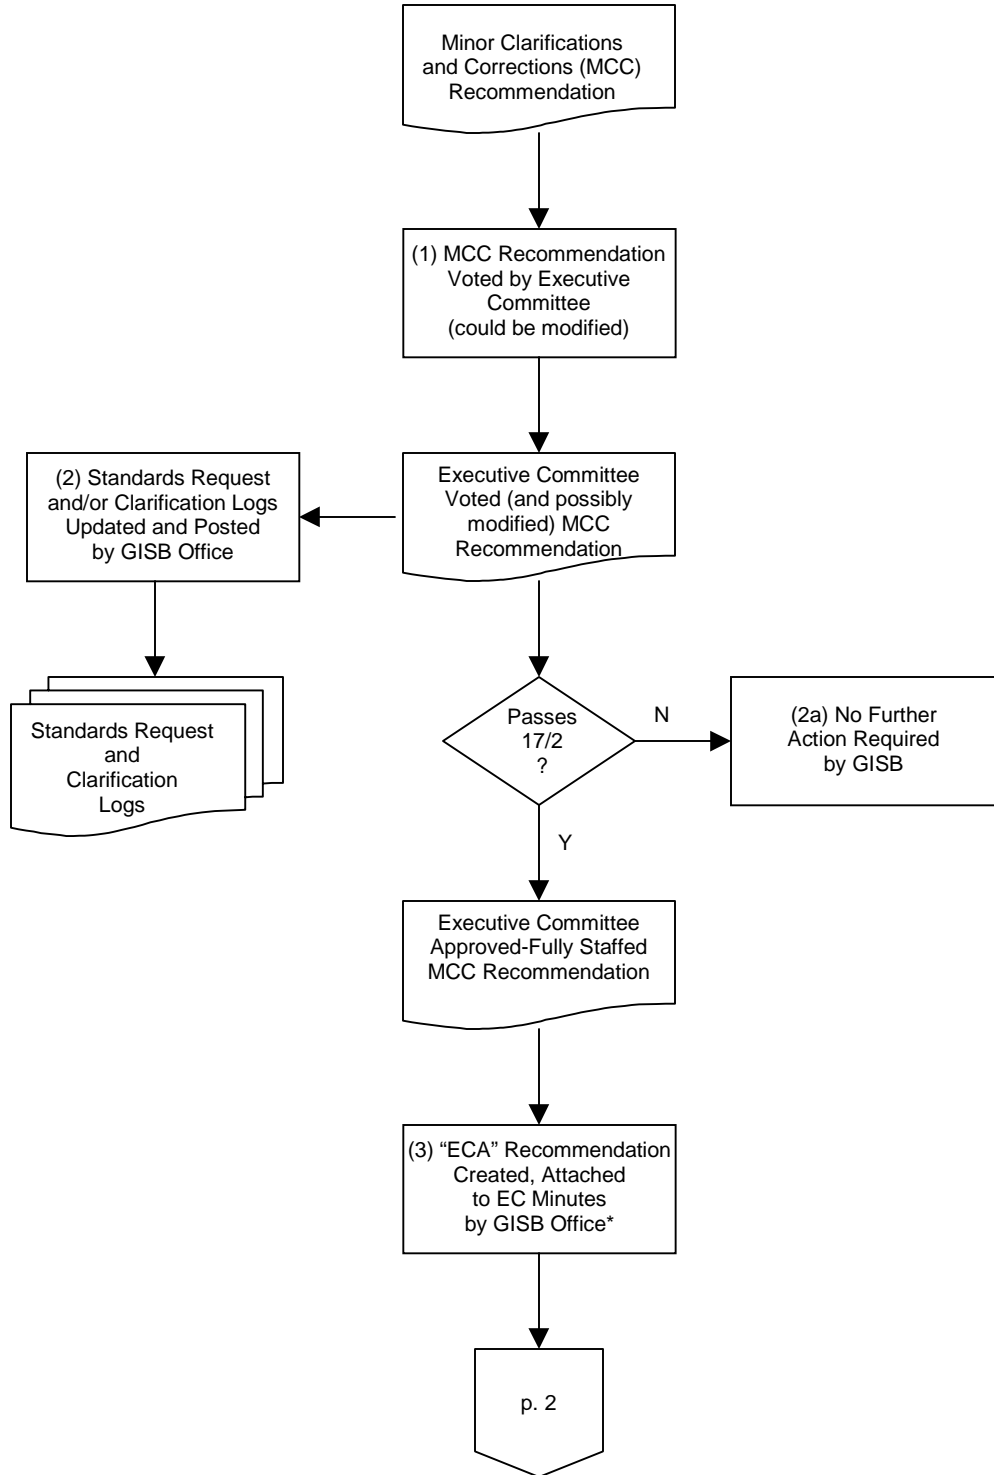 Minor Clarifications
and Corrections (MCC)
Recommendation
(1) MCC Recommendation
Voted by Executive
Committee
(could be modified)
(2) Standards Request
and/or Clarification Logs
Updated and Posted
by GISB Office
Executive Committee
Voted (and possibly
modified) MCC
Recommendation
Standards Request
and
Clarification
Logs
Passes
17/2
?
N
(2a) No Further
Action Required
by GISB
Y
Executive Committee
Approved-Fully Staffed
MCC Recommendation
(3) “ECA” Recommendation
Created, Attached
to EC Minutes
by GISB Office*
p. 2